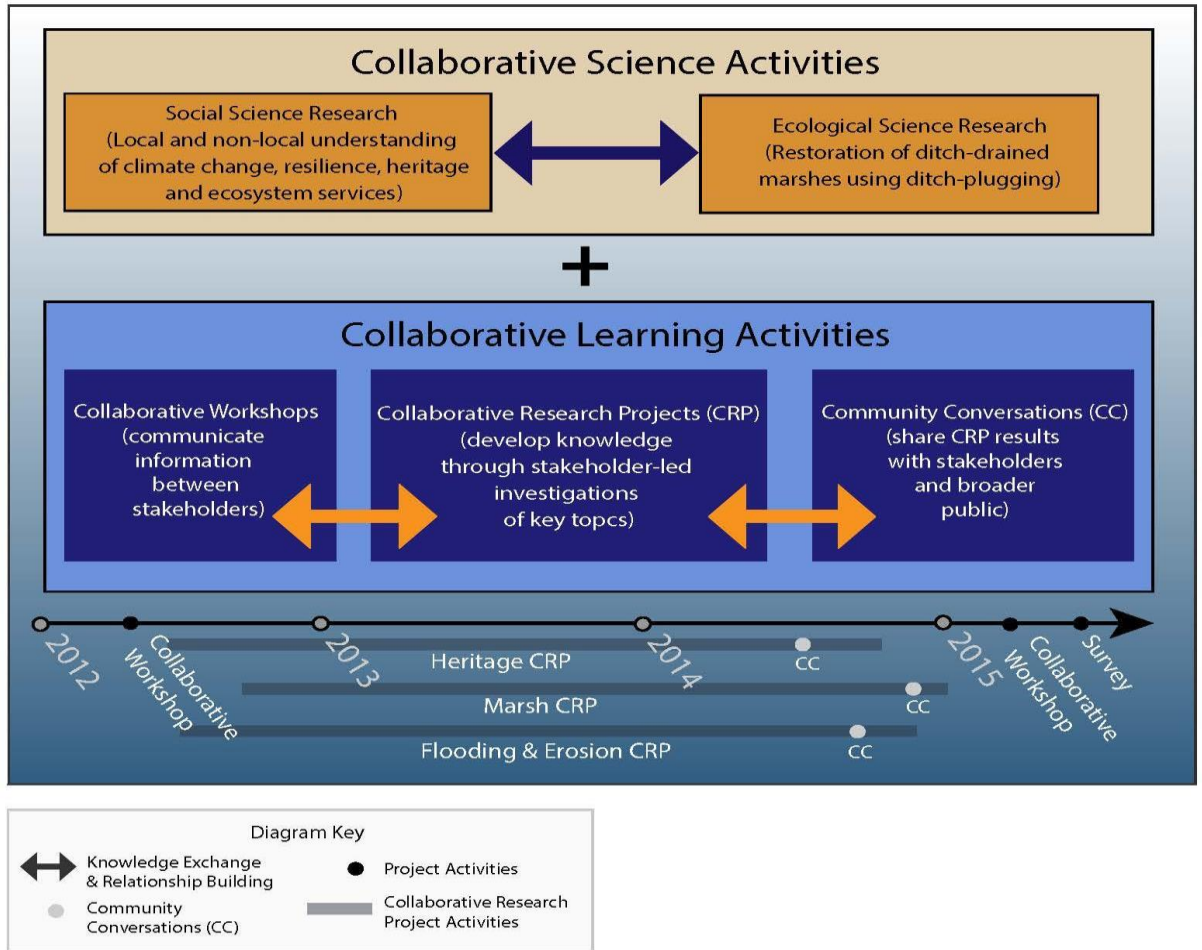 Collaborative Science Activities
Social Science Research
(Local and non-local understanding
of climate change, resilience, heritage
and ecosystem services)
Ecological Science Research
(Restoration of ditch-drained
marshes using ditch-plugging)
+
Collaborative Learning Activities
Collaborative Workshops
(communicate
information
between
stakeholders)
Collaborative Research Projects (CRP)
(develop knowledge
through stakeholder-led
investigations
of key topcs)
Community Conversations (CC)
(share CRP results
with stakeholders
and broader
public)
2012
Collaborative
Workshop
2013
2014
2015
Collaborative
Workshop
Survey
Heritage CRP
CC
Marsh CRP
CC
Flooding & Erosion CRP
CC
Diagram Key
Knowledge Exchange
& Relationship Building
Project Activities
Community
Conversations (CC)
Collaborative Research
Project Activities